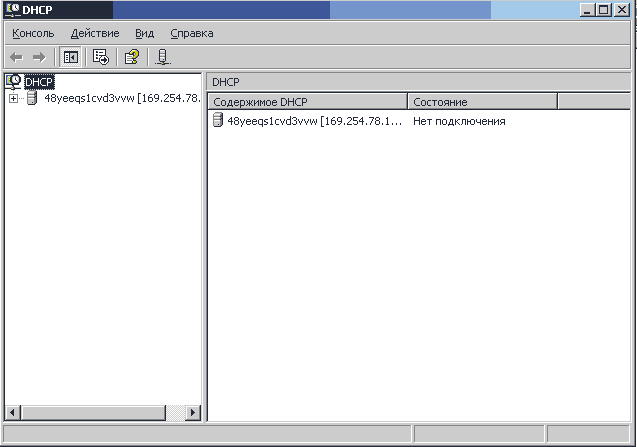 DHCP
Консоль Действие Вид Справка
DHCP
48yeeqs1cvd3vvw [169.254.78.
DHCP
Содержимое DHCP Состояние
48yeeqs1cvd3vvw [169.254.78.1... Нет подключения